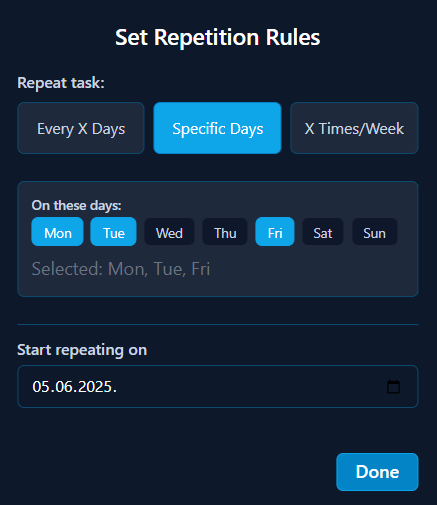 Set Repetition Rules
Repeat task:
Every X Days Specific Days X Times/Week
On these days:
Mon Tue Wed Thu Fri Sat Sun
Selected: Mon, Tue, Fri
Start repeating on
05.06.2025.
Done